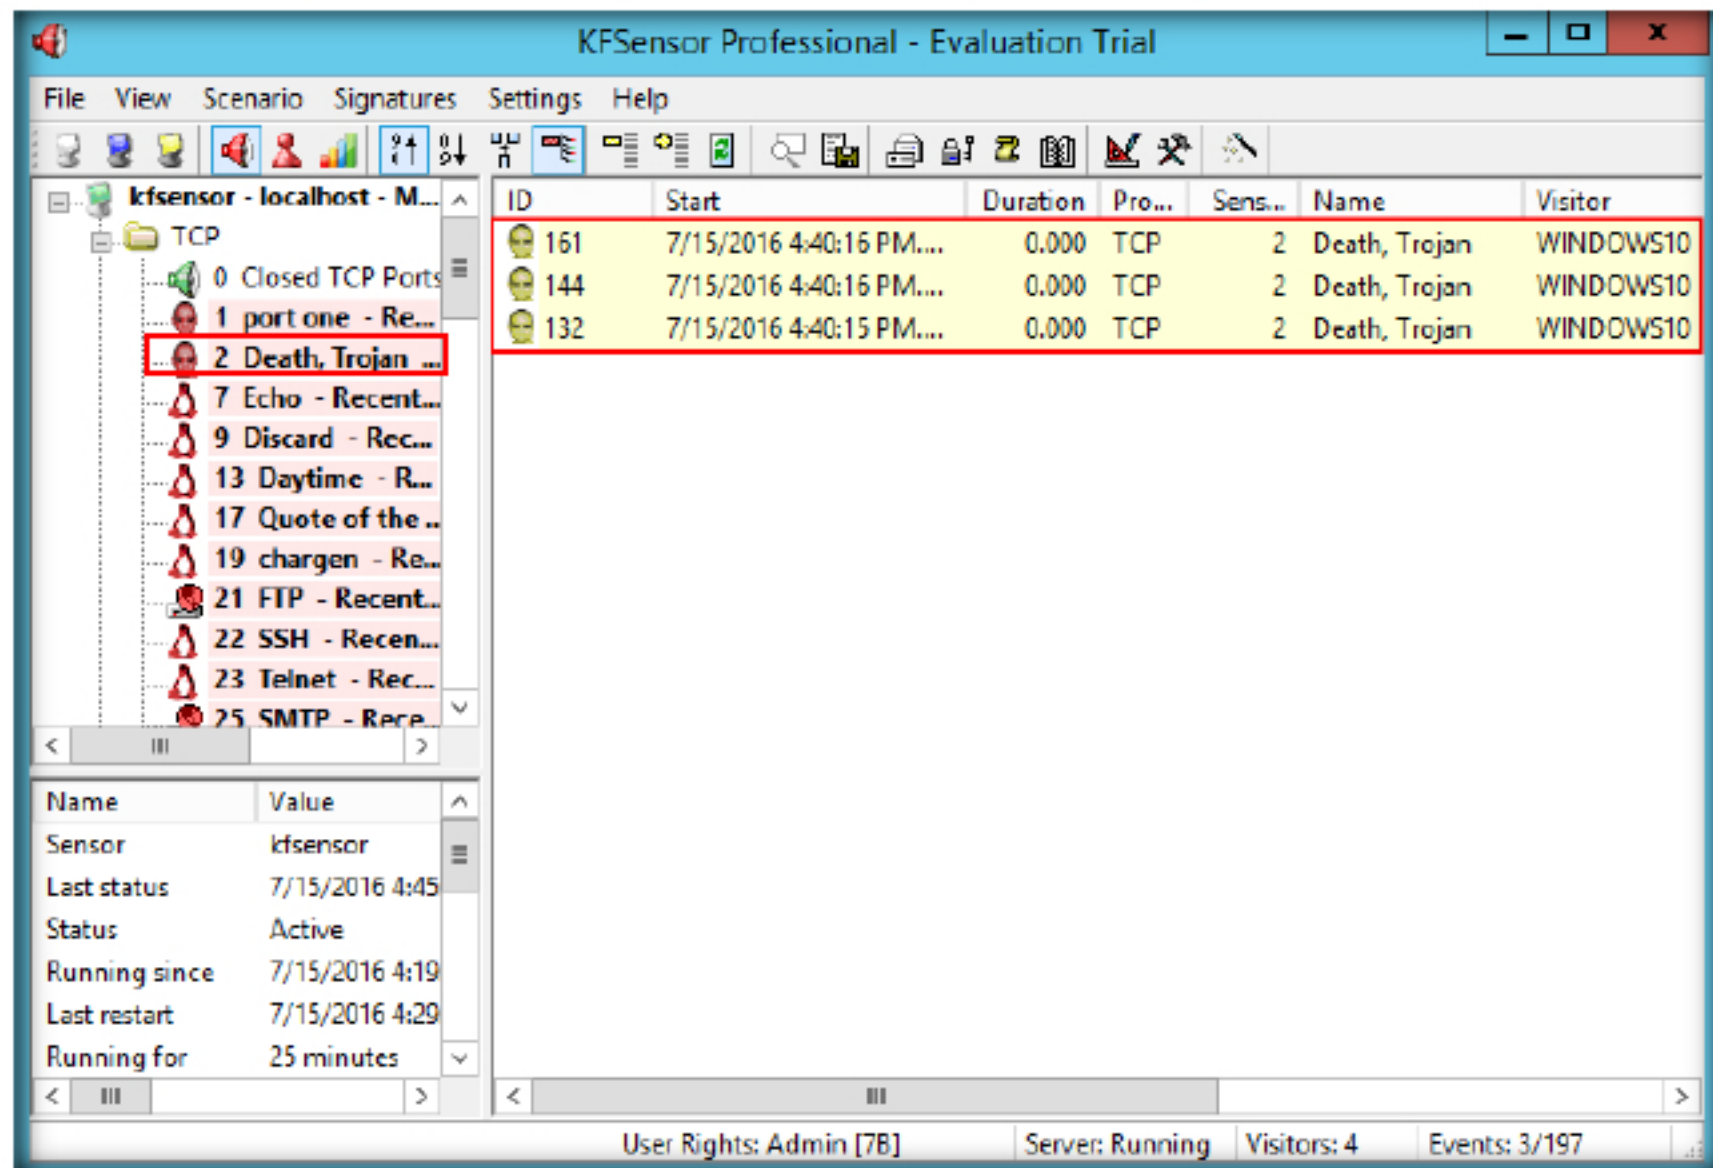 KFSensor Professional - Evaluation Trial
File View Scenario Signatures Settings Help
kfsensor - localhost - M...
TCP
0 Closed TCP Ports
1 port one - Re...
2 Death, Trojan ...
7 Echo - Recent...
9 Discard - Rec...
13 Daytime - R...
17 Quote of the ...
19 chargen - Re...
21 FTP - Recent...
22 SSH - Recen...
23 Telnet - Rec...
25 SMTP - Rece...
ID Start Duration Pro... Sens... Name Visitor
161 7/15/2016 4:40:16 PM.... 0.000 TCP 2 Death, Trojan WINDOWS10
144 7/15/2016 4:40:16 PM.... 0.000 TCP 2 Death, Trojan WINDOWS10
132 7/15/2016 4:40:15 PM.... 0.000 TCP 2 Death, Trojan WINDOWS10
Name Value
Sensor kfsensor
Last status 7/15/2016 4:45
Status Active
Running since 7/15/2016 4:19
Last restart 7/15/2016 4:29
Running for 25 minutes
User Rights: Admin [7B] Server: Running Visitors: 4 Events: 3/197